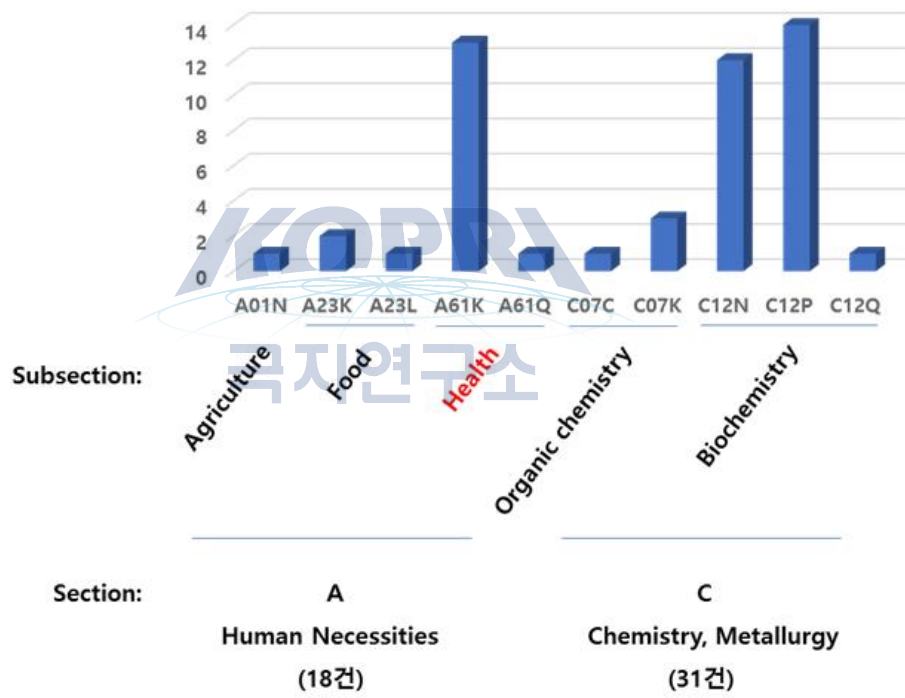 14
12
10
8
6
4
2
0
KOPRI
A01N A23K A23L A61K A61Q C07C C07K C12N C12P C12Q
극지연구소
Subsection:
Agriculture
Food
Health
Organic chemistry
Biochemistry
Section:
A
C
Human Necessities
Chemistry, Metallurgy
(18건)
(31건)